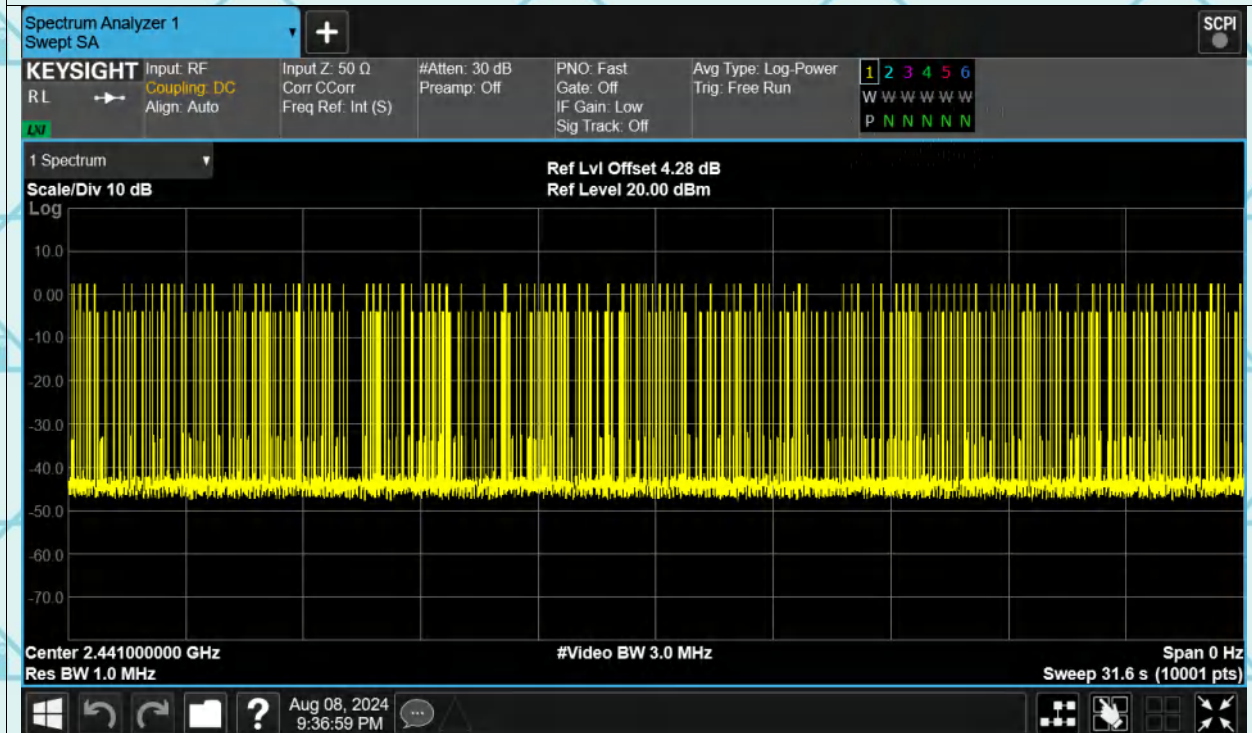 Spectrum Analyzer 1
Swept SA
+
SCPI
KEYSIGHT
RL
LXI
Input: RF
Coupling: DC
Align: Auto
Input Z: 50 Ω
Corr CCorr
Freq Ref: Int (S)
#Atten: 30 dB
Preamp: Off
PNO: Fast
Gate: Off
IF Gain: Low
Sig Track: Off
Avg Type: Log-Power
Trig: Free Run
1 2 3 4 5 6
W W W W W W
P N N N N N
1 Spectrum
Scale/Div 10 dB
Ref Lvl Offset 4.28 dB
Ref Level 20.00 dBm
Log
10.0
0.00
-10.0
-20.0
-30.0
-40.0
-50.0
-60.0
-70.0
Center 2.441000000 GHz
#Video BW 3.0 MHz
Span 0 Hz
Res BW 1.0 MHz
Sweep 31.6 s (10001 pts)
?
Aug 08, 2024
9:36:59 PM